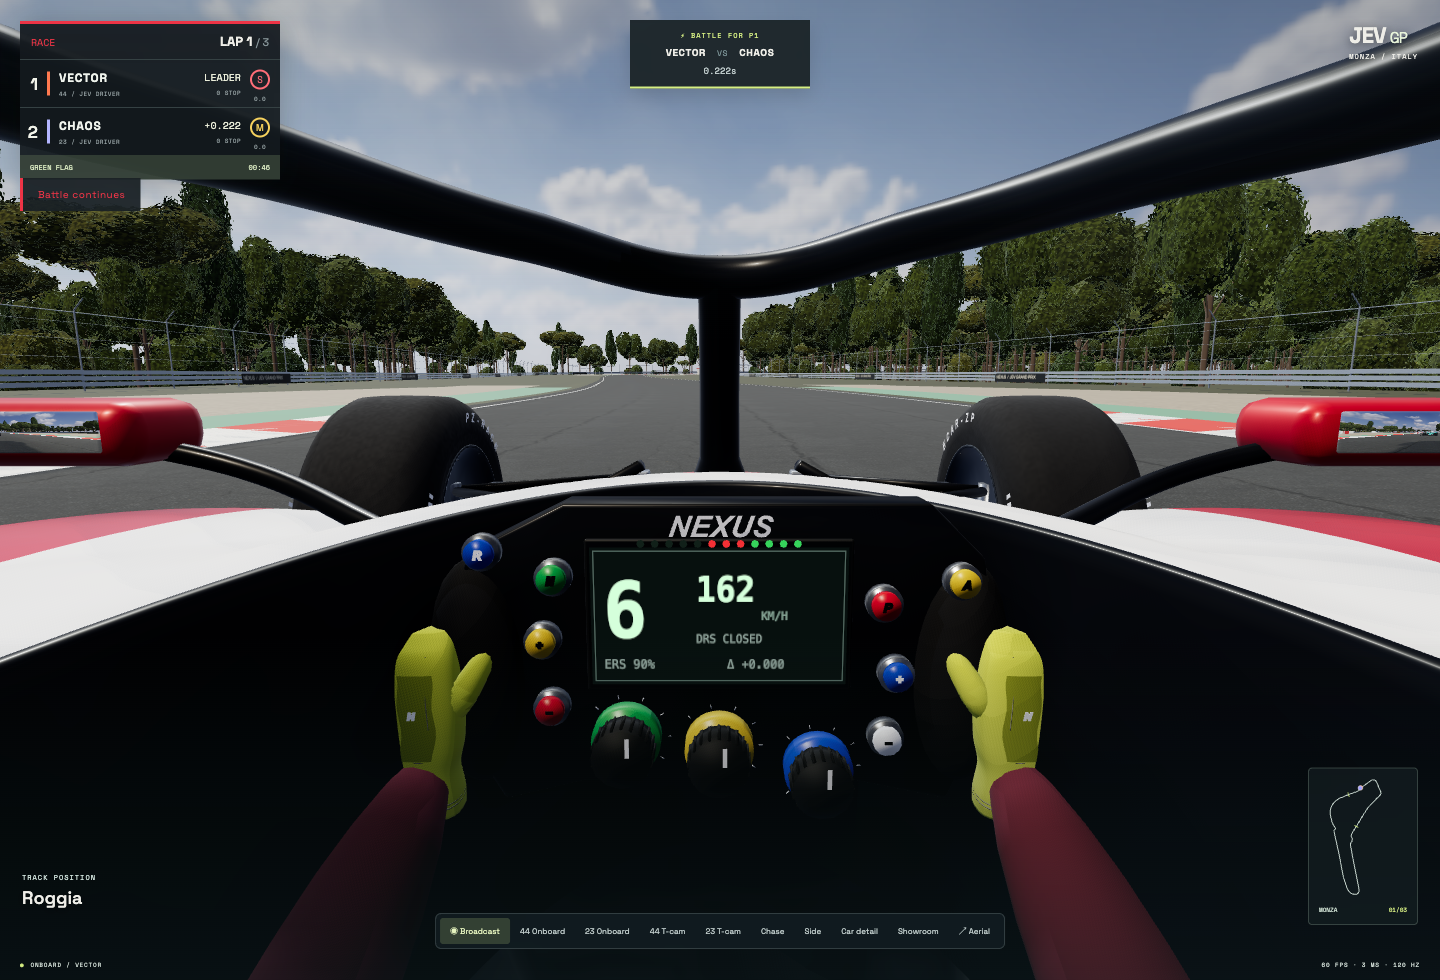 RACE
LAP 1 / 3
1 VECTOR LEADER S
44 / JEV DRIVER 0 STOP 0.0
2 CHAOS +0.222 M
23 / JEV DRIVER 0 STOP 0.0
GREEN FLAG 00:46
Battle continues
⚡ BATTLE FOR P1
VECTOR VS CHAOS
0.222s
JEV GP
MONZA / ITALY
NEXUS
R
A
P
+
+
-
-
6
162
KM/H
DRS CLOSED
ERS 90% Δ +0.000
N
N
TRACK POSITION
Roggia
MONZA 01/03
Broadcast 44 Onboard 23 Onboard 44 T-cam 23 T-cam Chase Side Car detail Showroom Aerial
ONBOARD / VECTOR
60 FPS · 3 MS · 120 HZ